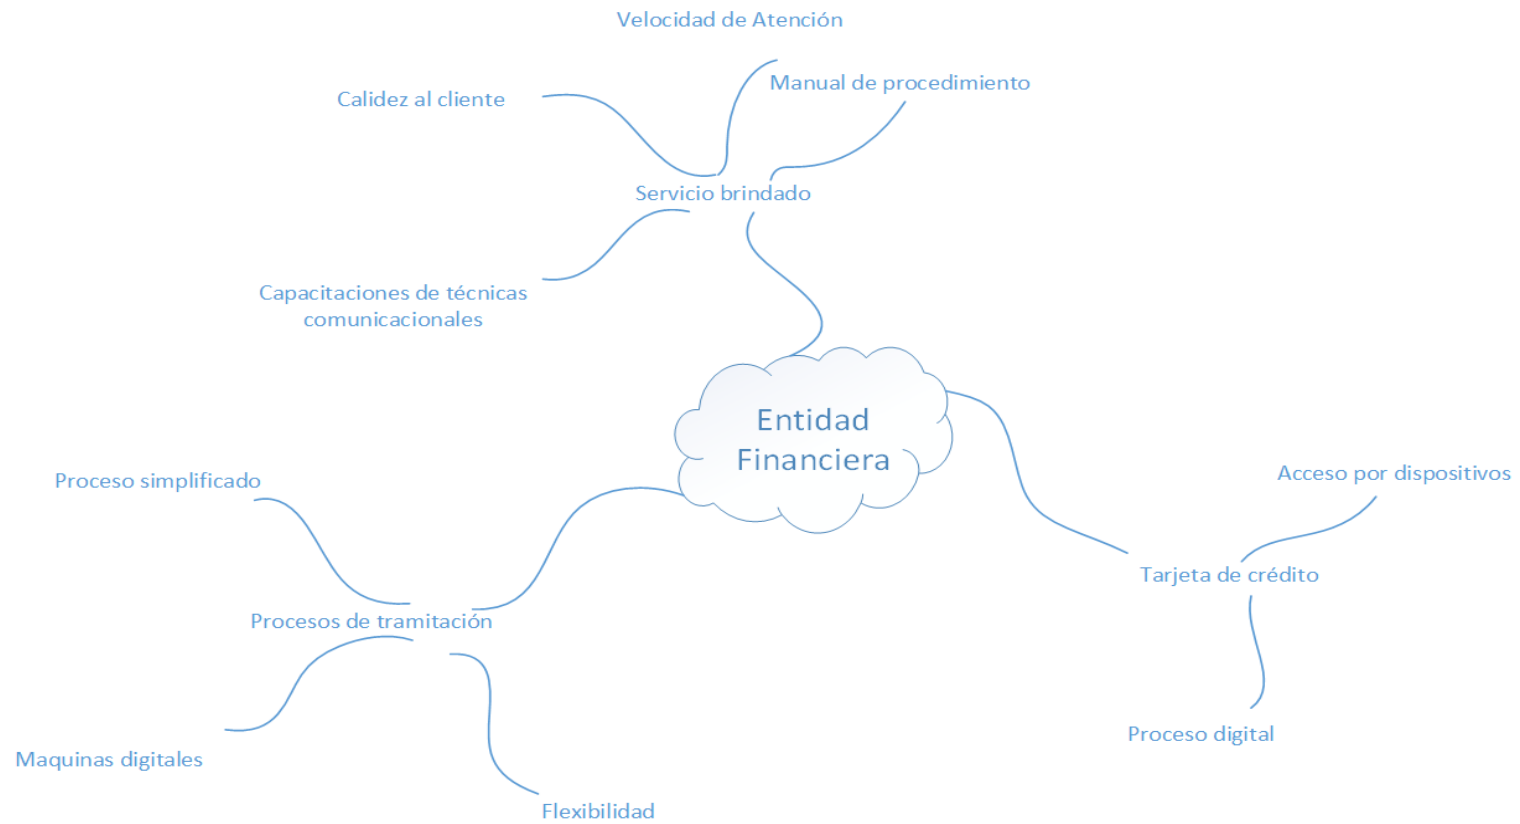 Velocidad de Atención
Manual de procedimiento
Calidez al cliente
Servicio brindado
Capacitaciones de técnicas
comunicacionales
Entidad
Financiera
Acceso por dispositivos
Proceso simplificado
Tarjeta de crédito
Procesos de tramitación
Proceso digital
Maquinas digitales
Flexibilidad